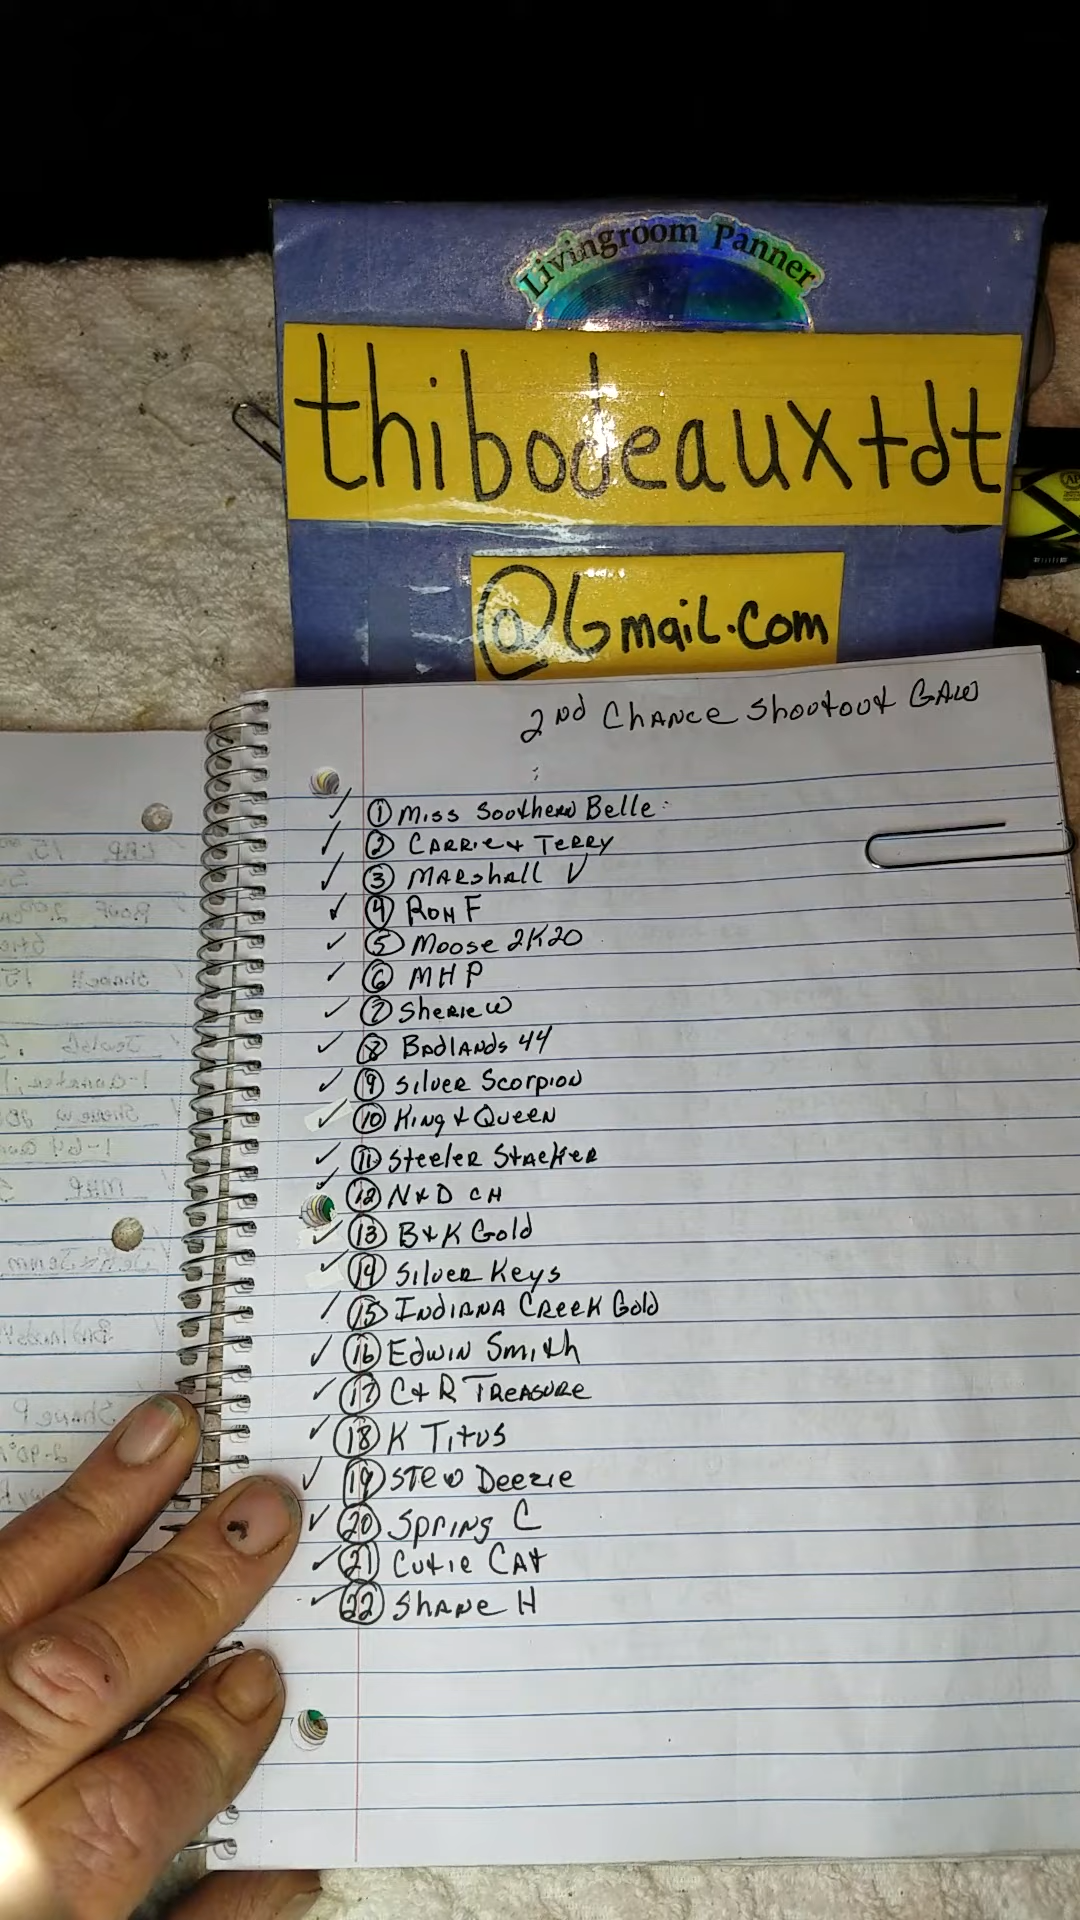 Livingroom Panner
thibodeauxtdt
@Gmail.com
2nd Chance Shootout GAW
✓ ① Miss Southern Belle
✓ ② Carrie + Terry
✓ ③ Marshall ✓
✓ ④ Ron F
✓ ⑤ Moose 2K20
✓ ⑥ MHP
✓ ⑦ Sherie W
✓ ⑧ Badlands 44
✓ ⑨ Silver Scorpion
✓ ⑩ King + Queen
✓ ⑪ Steeler Stacker
✓ ⑫ N+D CH
✓ ⑬ B+K Gold
✓ ⑭ Silver Keys
✓ ⑮ Indiana Creek Gold
✓ ⑯ Edwin Smith
✓ ⑰ C+R Treasure
✓ ⑱ K Titus
✓ ⑲ Stew Deezie
✓ ⑳ Spring C
✓ ㉑ Cutie Cat
✓ ㉒ Shane H